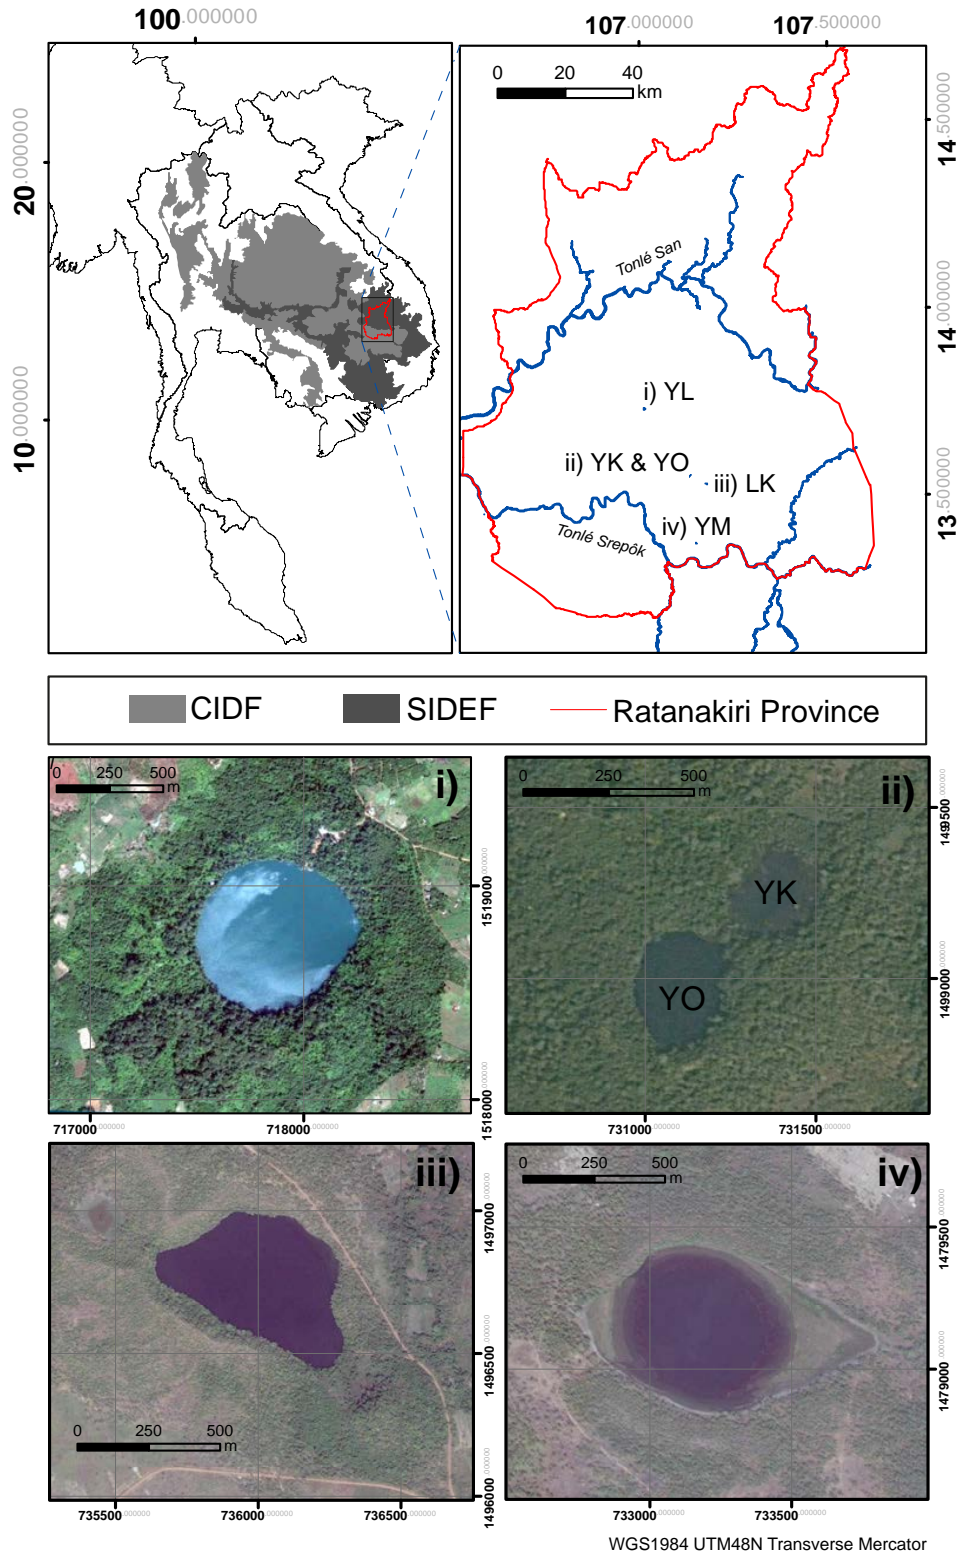 100.000000
107.000000 107.500000
20.000000
10.000000
0 20 40
km
14.500000
14.000000
13.500000
Tonlé San
i) YL
ii) YK & YO
iii) LK
iv) YM
Tonlé Srepôk
CIDF SIDEF Ratanakiri Province
0 250 500
m
i)
1519000.000000
1518000.000000
717000.000000 718000.000000
0 250 500
m
ii)
YK
YO
1499500.000000
1499000.000000
731000.000000 731500.000000
iii)
0 250 500
m
1497000.000000
1496500.000000
1496000.000000
735500.000000 736000.000000 736500.000000
0 250 500
m
iv)
1479500.000000
1479000.000000
733000.000000 733500.000000
WGS1984 UTM48N Transverse Mercator